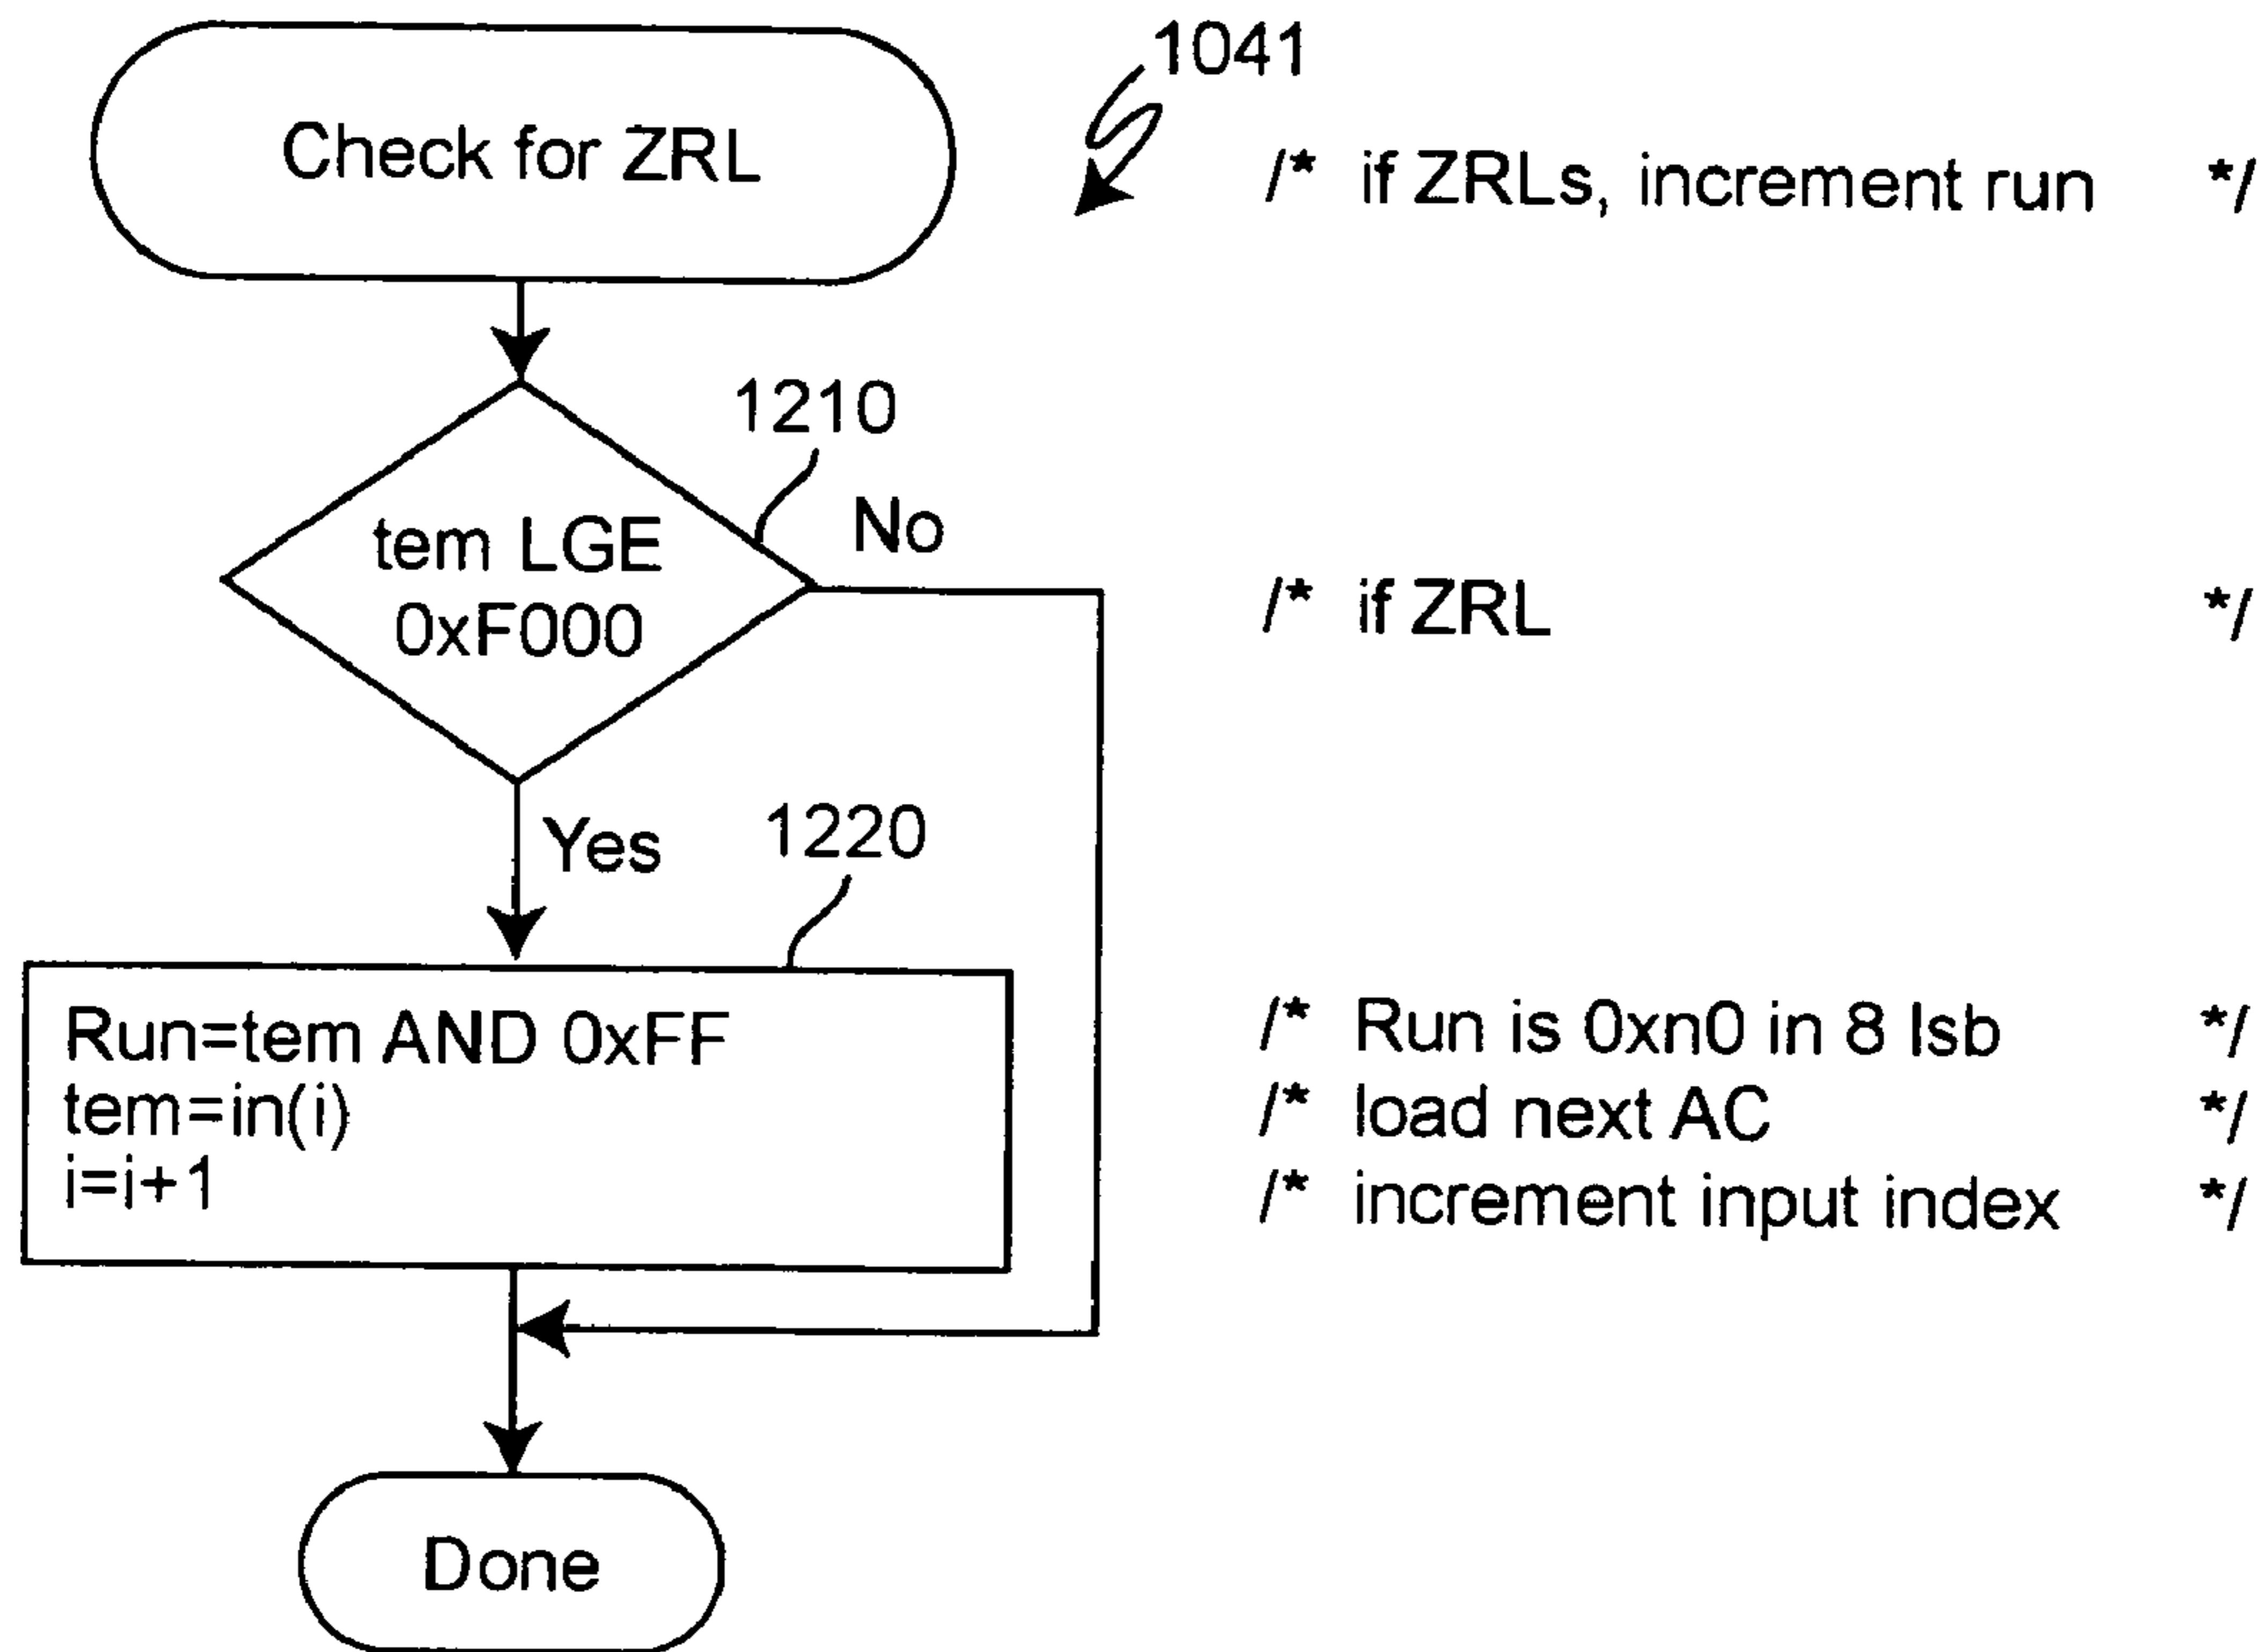 1041
Check for ZRL
/* if ZRLs, increment run */
1210
No
tem LGE
0xF000
/* if ZRL */
Yes
1220
Run=tem AND 0xFF
/* Run is 0xn0 in 8 lsb */
tem=in(i)
/* load next AC */
i=i+1
/* increment input index */
Done